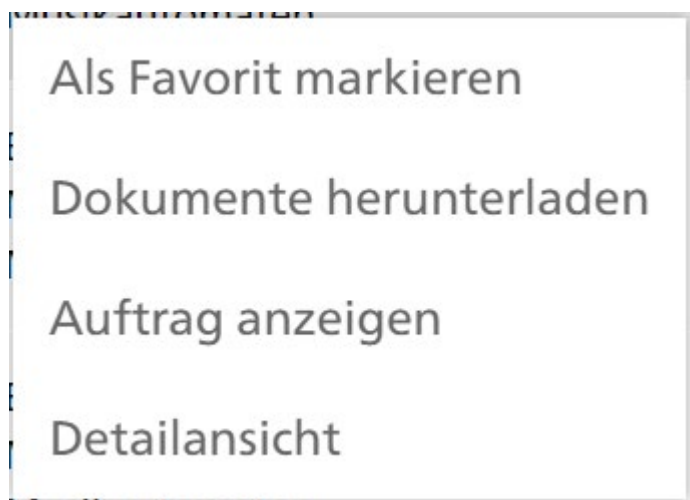 Als Favorit markieren
Dokumente herunterladen
Auftrag anzeigen
Detailansicht